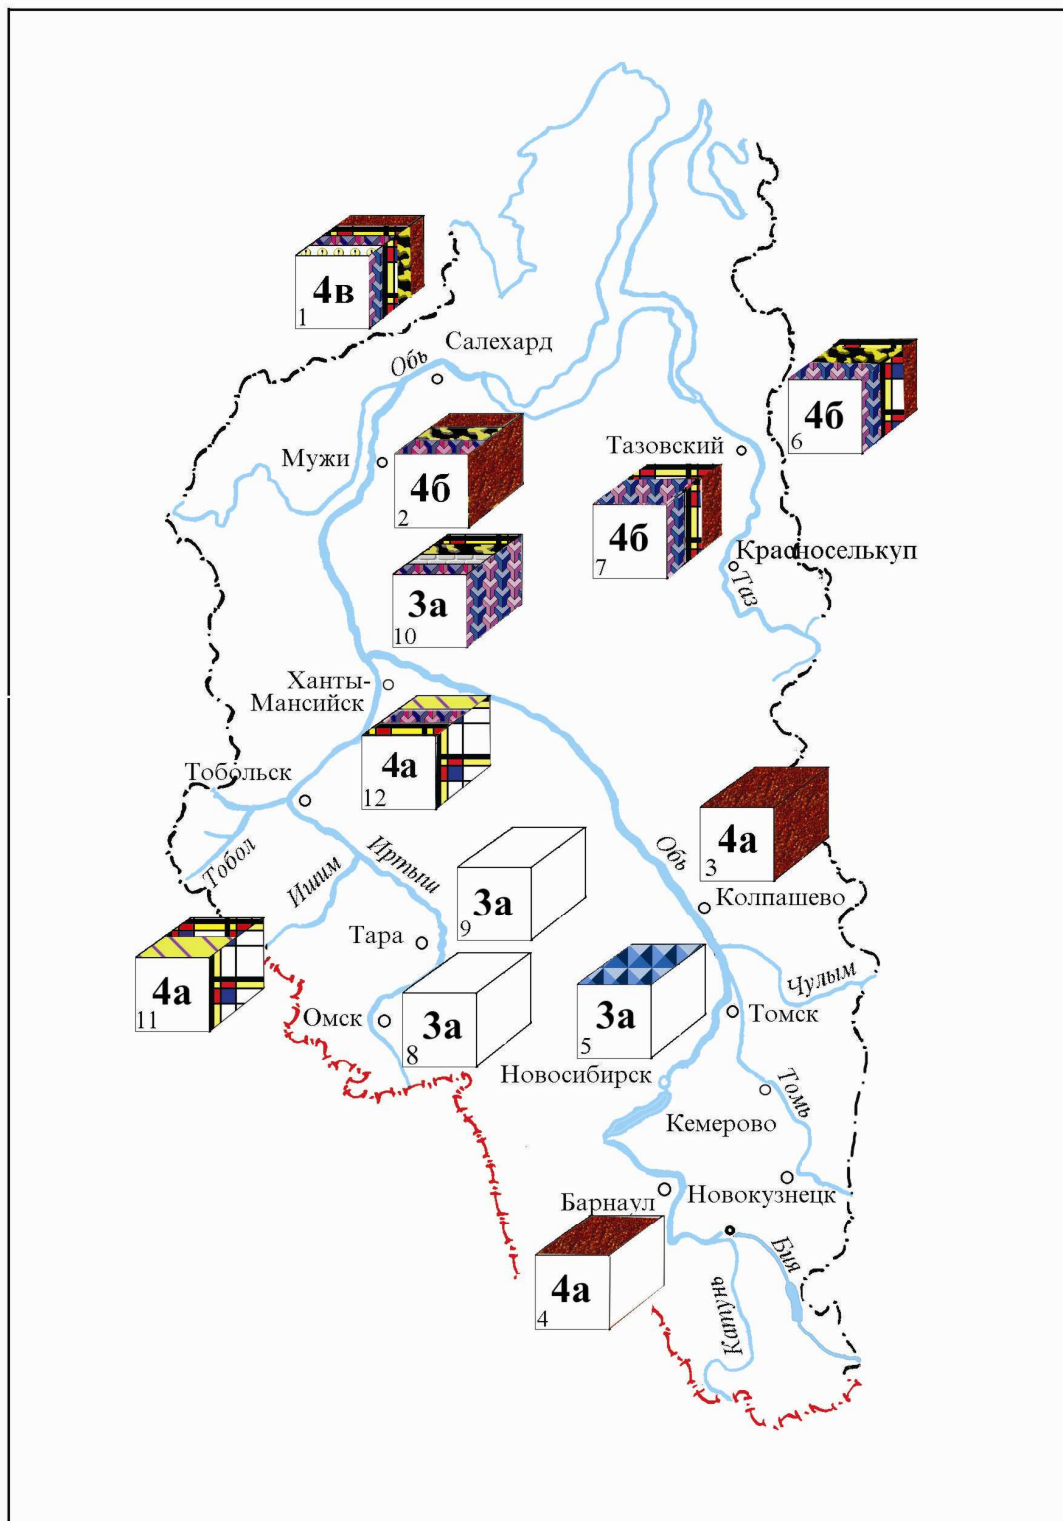 4в
1
Салехард
Обь
4б
6
Мужи
4б
2
Тазовский
4б
7
Красноселькуп
Таз
3а
10
Ханты-
Мансийск
4а
12
Тобольск
Тобол
Ишим
Иртыш
Обь
4а
3
Колпашево
3а
9
Тара
4а
11
Чулым
Омск
3а
8
3а
5
Томск
Новосибирск
Томь
Кемерово
Барнаул
Новокузнецк
4а
4
Катунь
Бия